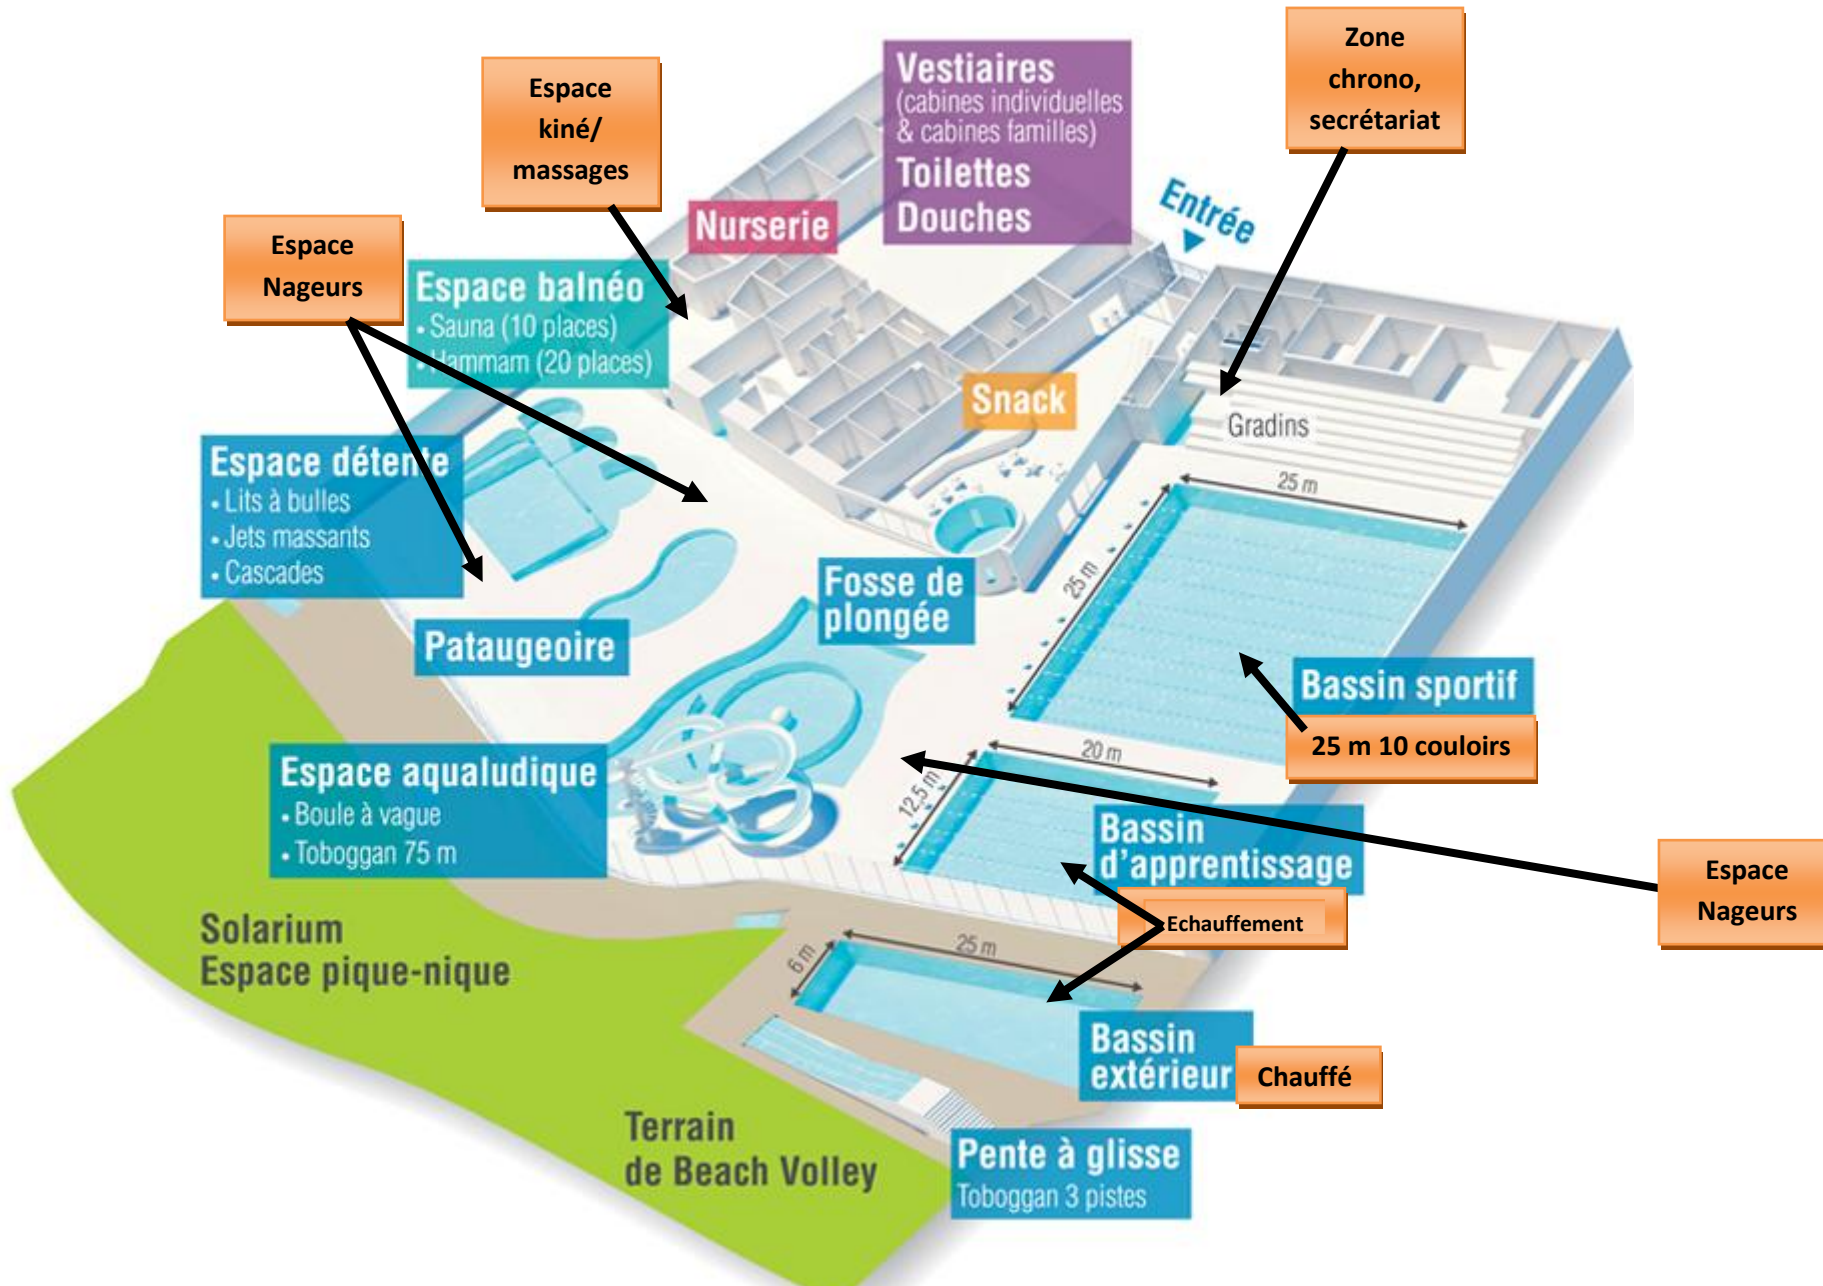 Zone
chrono,
secrétariat
Espace
kiné/
massages
Vestiaires
(cabines individuelles
& cabines familles)
Toilettes
Douches
Entrée
Nurserie
Espace
Nageurs
Espace balnéo
• Sauna (10 places)
• Hammam (20 places)
Snack
Gradins
Espace détente
• Lits à bulles
• Jets massants
• Cascades
25 m
25 m
Fosse de
plongée
Pataugeoire
Bassin sportif
25 m 10 couloirs
20 m
12,5 m
Espace aqualudique
• Boule à vague
• Toboggan 75 m
Bassin
d'apprentissage
Espace
Nageurs
Echauffement
Solarium
Espace pique-nique
25 m
6 m
Bassin
extérieur
Chauffé
Terrain
de Beach Volley
Pente à glisse
Toboggan 3 pistes